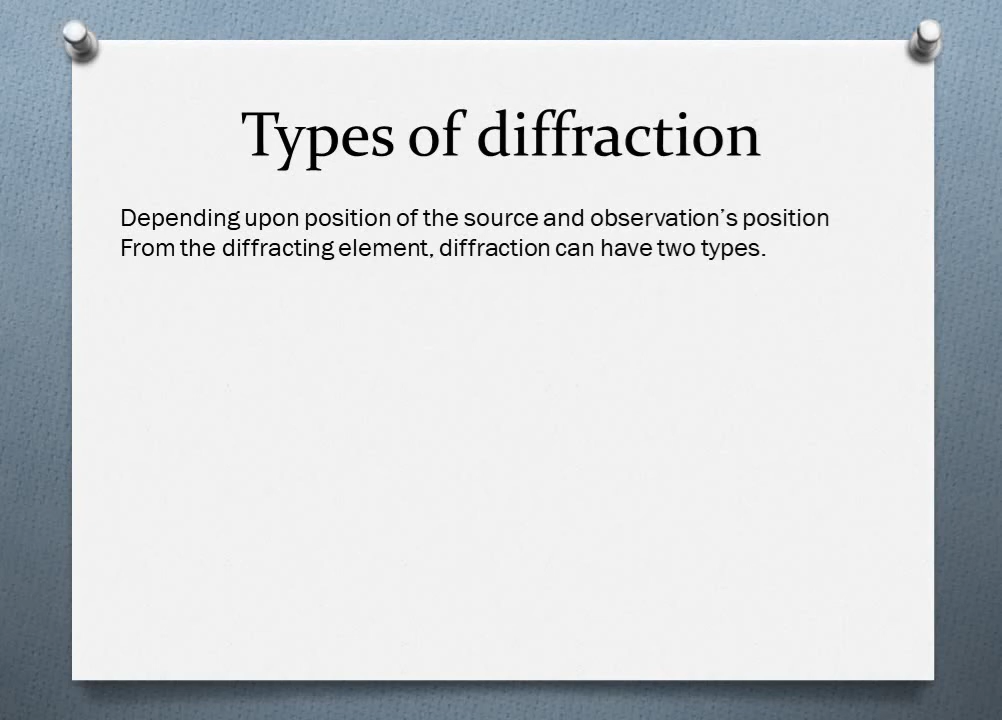 Types of diffraction
Depending upon position of the source and observation’s position
From the diffracting element, diffraction can have two types.